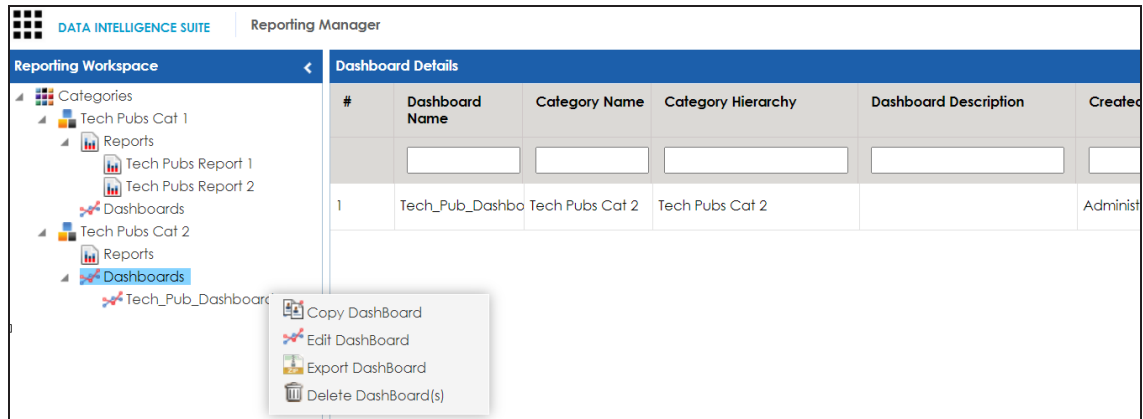 DATA INTELLIGENCE SUITE Reporting Manager
Reporting Workspace
Categories
Tech Pubs Cat 1
Reports
Tech Pubs Report 1
Tech Pubs Report 2
Dashboards
Tech Pubs Cat 2
Reports
Dashboards
Tech_Pub_Dashboard
Copy DashBoard
Edit DashBoard
ZIP Export DashBoard
Delete DashBoard(s)
Dashboard Details
# Dashboard Name Category Name Category Hierarchy Dashboard Description Created
1 Tech_Pub_Dashbo Tech Pubs Cat 2 Tech Pubs Cat 2 Administ